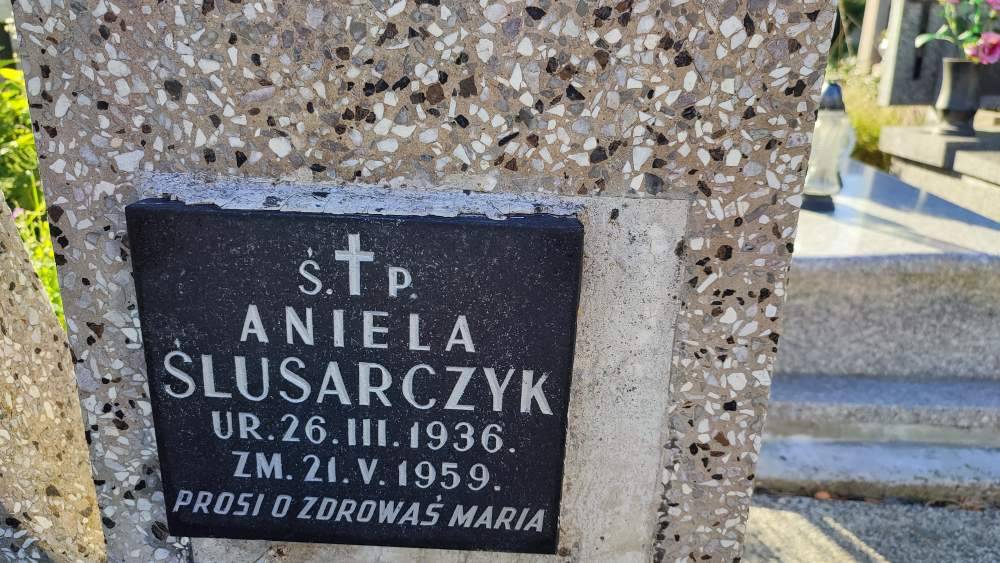 Ś. P.
ANIELA
ŚLUSARCZYK
UR. 26. III. 1936.
ZM. 21. V. 1959.
PROSI O ZDROWAŚ MARIA